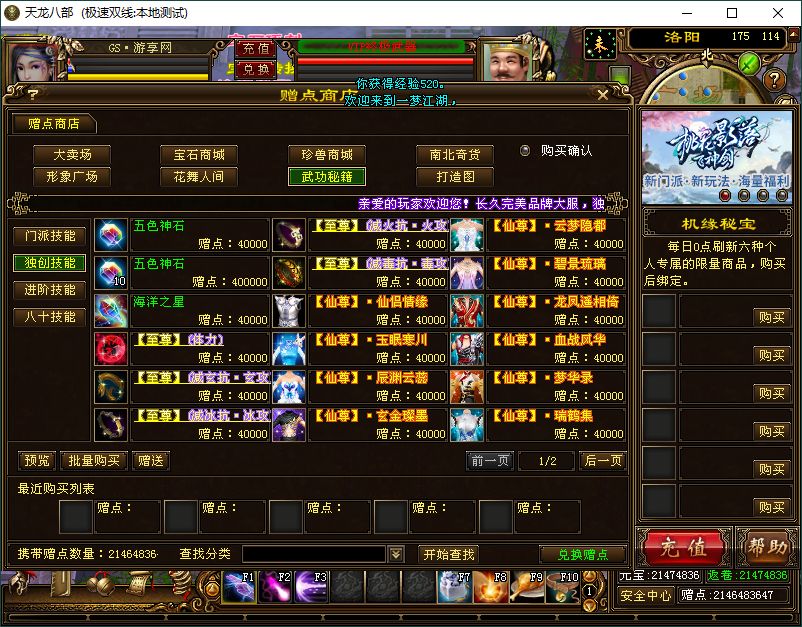 天龙八部 (极速双线:本地测试)
GS·游享网
充值
兑换
未
洛阳
175 114
北
你获得经验520。
欢迎来到一梦江湖,
赠点商店
赠点商店
大卖场
宝石商城
珍兽商城
南北奇货
购买确认
形象广场
花舞人间
武功秘籍
打造图
亲爱的玩家欢迎您! 长久完美品牌大服, 独
门派技能
独创技能
进阶技能
八十技能
五色神石
赠点:40000
【至尊】(减火抗·火攻
赠点:40000
【仙尊】·云梦隐都
赠点:40000
五色神石
10
赠点:400000
【至尊】(减毒抗·毒攻
赠点:40000
【仙尊】·碧景琉璃
赠点:40000
海洋之星
赠点:40000
【仙尊】·仙侣情缘
赠点:40000
【仙尊】·龙凤遥相倚
赠点:40000
【至尊】(体力)
赠点:40000
【仙尊】·玉眠寒川
赠点:40000
【仙尊】·血战风华
赠点:40000
【至尊】(减玄抗·玄攻
赠点:40000
【仙尊】·辰渊云蕊
赠点:40000
【仙尊】·梦华录
赠点:40000
【至尊】(减冰抗·冰攻
赠点:40000
【仙尊】·玄金璨墨
赠点:40000
【仙尊】·瑞鹤集
赠点:40000
预览
批量购买
赠送
前一页
1/2
后一页
最近购买列表
赠点:
赠点:
赠点:
赠点:
赠点:
携带赠点数量:21464836
查找分类
开始查找
兑换赠点
新门派·新玩法·海量福利
机缘秘宝
每日0点刷新六种个
人专属的限量商品,购买
后绑定。
购买
购买
购买
购买
购买
购买
充值
帮助
F1
F2
F3
F7
F8
F9
F10
1
元宝:21474836
返卷:21474836
安全中心
赠点:2146483647